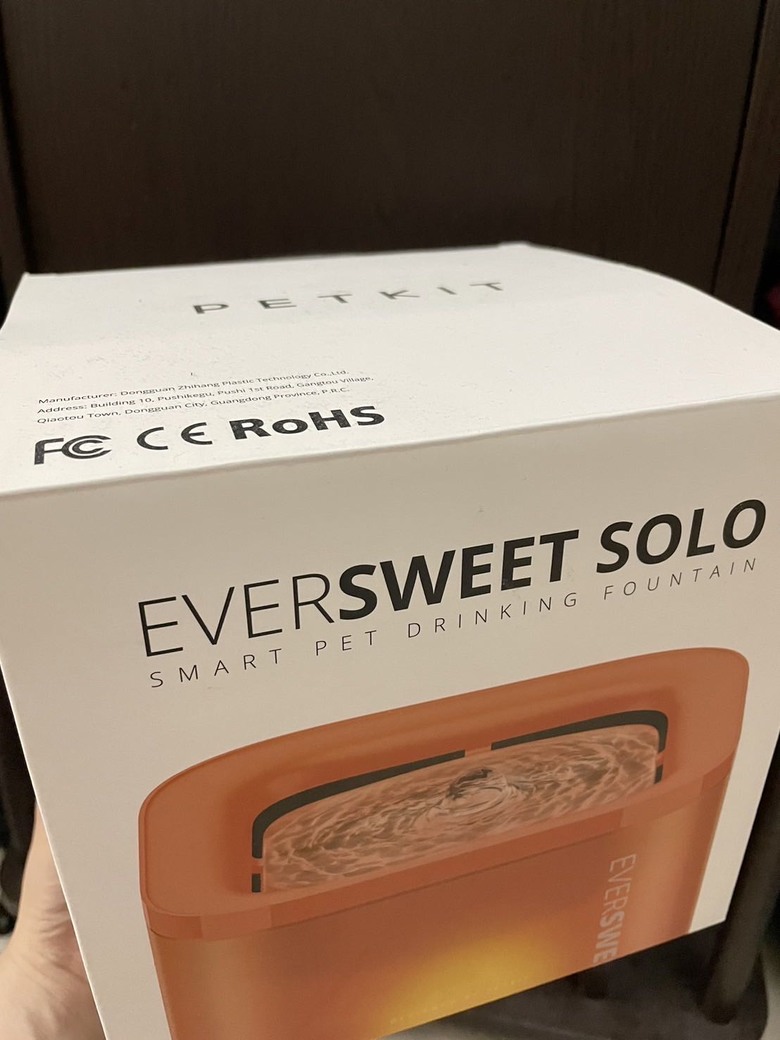 PETKIT
Manufacturer: Dongguan Zhihang Plastic Technology Co.,Ltd.
Address: Building 10, Pushikegu, Pushi 1st Road, Gangtou Village,
Qiaotou Town, Dongguan City, Guangdong Province, P.R.C.
FC CE RoHS
EVERSWEET SOLO
SMART PET DRINKING FOUNTAIN
EVERSWE